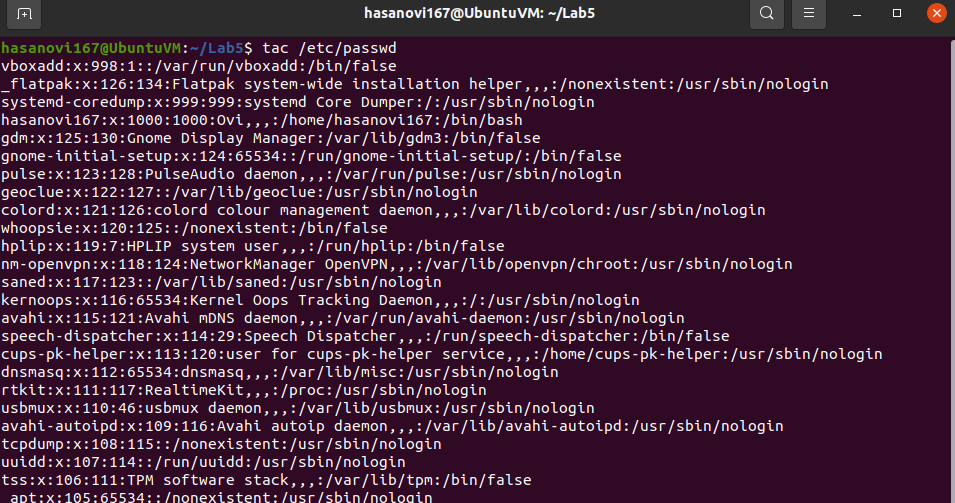 hasanovi167@UbuntuVM: ~/Lab5
hasanovi167@UbuntuVM:~/Lab5$ tac /etc/passwd
vboxadd:x:998:1::/var/run/vboxadd:/bin/false
_flatpak:x:126:134:Flatpak system-wide installation helper,,,:/nonexistent:/usr/sbin/nologin
systemd-coredump:x:999:999:systemd Core Dumper:/:/usr/sbin/nologin
hasanovi167:x:1000:1000:Ovi,,,:/home/hasanovi167:/bin/bash
gdm:x:125:130:Gnome Display Manager:/var/lib/gdm3:/bin/false
gnome-initial-setup:x:124:65534::/run/gnome-initial-setup/:/bin/false
pulse:x:123:128:PulseAudio daemon,,,:/var/run/pulse:/usr/sbin/nologin
geoclue:x:122:127::/var/lib/geoclue:/usr/sbin/nologin
colord:x:121:126:colord colour management daemon,,,:/var/lib/colord:/usr/sbin/nologin
whoopsie:x:120:125::/nonexistent:/bin/false
hplip:x:119:7:HPLIP system user,,,:/run/hplip:/bin/false
nm-openvpn:x:118:124:NetworkManager OpenVPN,,,:/var/lib/openvpn/chroot:/usr/sbin/nologin
saned:x:117:123::/var/lib/saned:/usr/sbin/nologin
kernoops:x:116:65534:Kernel Oops Tracking Daemon,,,:/:/usr/sbin/nologin
avahi:x:115:121:Avahi mDNS daemon,,,:/var/run/avahi-daemon:/usr/sbin/nologin
speech-dispatcher:x:114:29:Speech Dispatcher,,,:/run/speech-dispatcher:/bin/false
cups-pk-helper:x:113:120:user for cups-pk-helper service,,,:/home/cups-pk-helper:/usr/sbin/nologin
dnsmasq:x:112:65534:dnsmasq,,,:/var/lib/misc:/usr/sbin/nologin
rtkit:x:111:117:RealtimeKit,,,:/proc:/usr/sbin/nologin
usbmux:x:110:46:usbmux daemon,,,:/var/lib/usbmux:/usr/sbin/nologin
avahi-autoipd:x:109:116:Avahi autoip daemon,,,:/var/lib/avahi-autoipd:/usr/sbin/nologin
tcpdump:x:108:115::/nonexistent:/usr/sbin/nologin
uuidd:x:107:114::/run/uuidd:/usr/sbin/nologin
tss:x:106:111:TPM software stack,,,:/var/lib/tpm:/bin/false
_apt:x:105:65534::/nonexistent:/usr/sbin/nologin